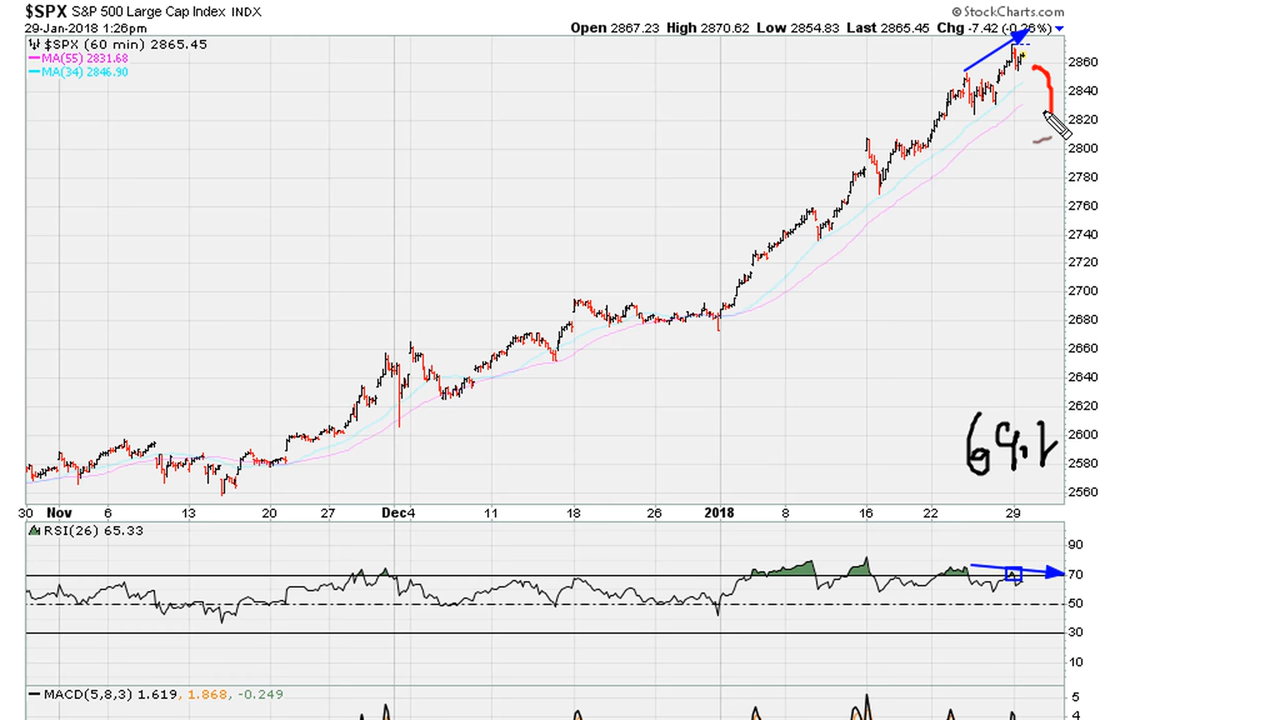 $SPX S&P 500 Large Cap Index INDX
© StockCharts.com
29-Jan-2018 1:26pm
Open 2867.23 High 2870.62 Low 2854.83 Last 2865.45 Chg -7.42 (-0.26%)
$SPX (60 min) 2865.45
MA(55) 2831.68
MA(34) 2846.90
2860
2840
2820
2800
2780
2760
2740
2720
2700
2680
2660
2640
2620
2600
2580
2560
69.1
30 Nov 6 13 20 27 Dec4 11 18 26 2018 8 16 22 29
RSI(26) 65.33
90
70
50
30
10
MACD(5,8,3) 1.619, 1.868, -0.249
5
4